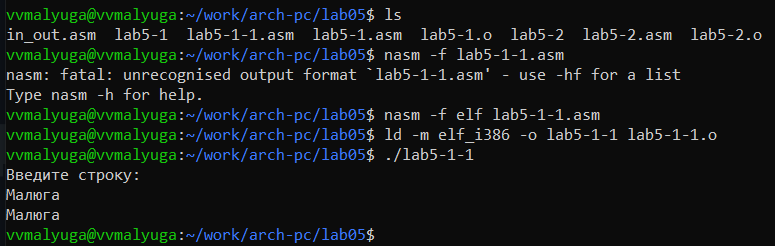 vvmalyuga@vvmalyuga:~/work/arch-pc/lab05$ ls
in_out.asm  lab5-1  lab5-1-1.asm  lab5-1.asm  lab5-1.o  lab5-2  lab5-2.asm  lab5-2.o
vvmalyuga@vvmalyuga:~/work/arch-pc/lab05$ nasm -f lab5-1-1.asm
nasm: fatal: unrecognised output format `lab5-1-1.asm' - use -hf for a list
Type nasm -h for help.
vvmalyuga@vvmalyuga:~/work/arch-pc/lab05$ nasm -f elf lab5-1-1.asm
vvmalyuga@vvmalyuga:~/work/arch-pc/lab05$ ld -m elf_i386 -o lab5-1-1 lab5-1-1.o
vvmalyuga@vvmalyuga:~/work/arch-pc/lab05$ ./lab5-1-1
Введите строку:
Малюга
Малюга
vvmalyuga@vvmalyuga:~/work/arch-pc/lab05$